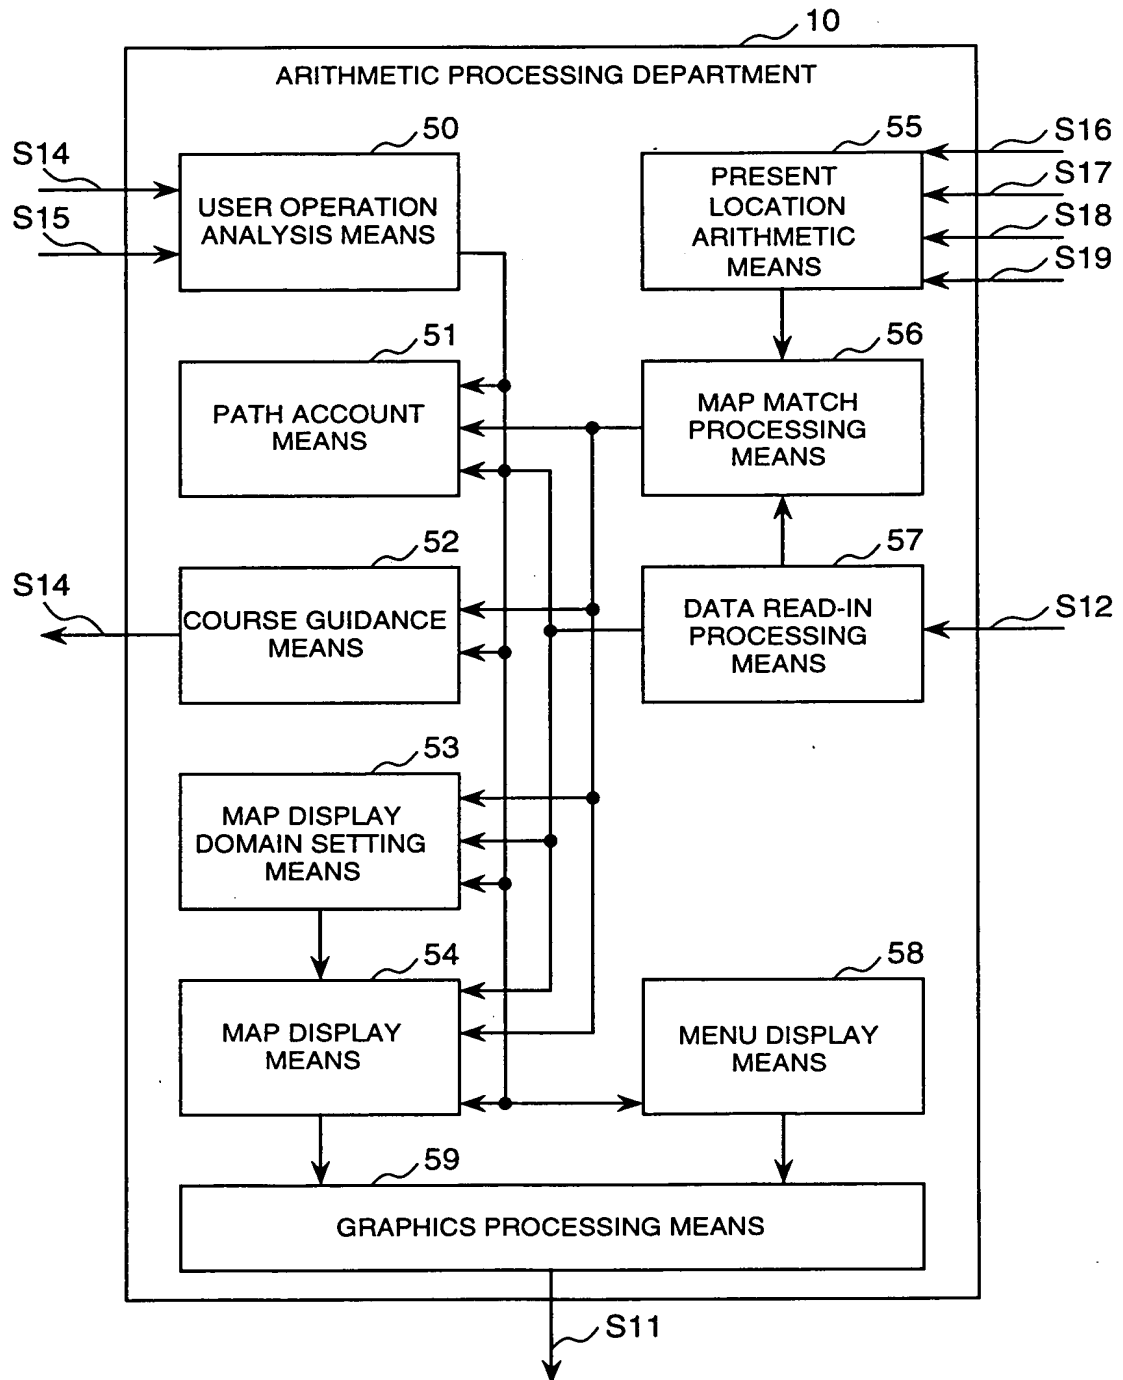 10
ARITHMETIC PROCESSING DEPARTMENT
S14
S15
50
USER OPERATION
ANALYSIS MEANS
55
PRESENT
LOCATION
ARITHMETIC
MEANS
S16
S17
S18
S19
51
PATH ACCOUNT
MEANS
56
MAP MATCH
PROCESSING
MEANS
S14
52
COURSE GUIDANCE
MEANS
57
DATA READ-IN
PROCESSING
MEANS
S12
53
MAP DISPLAY
DOMAIN SETTING
MEANS
54
MAP DISPLAY
MEANS
58
MENU DISPLAY
MEANS
59
GRAPHICS PROCESSING MEANS
S11